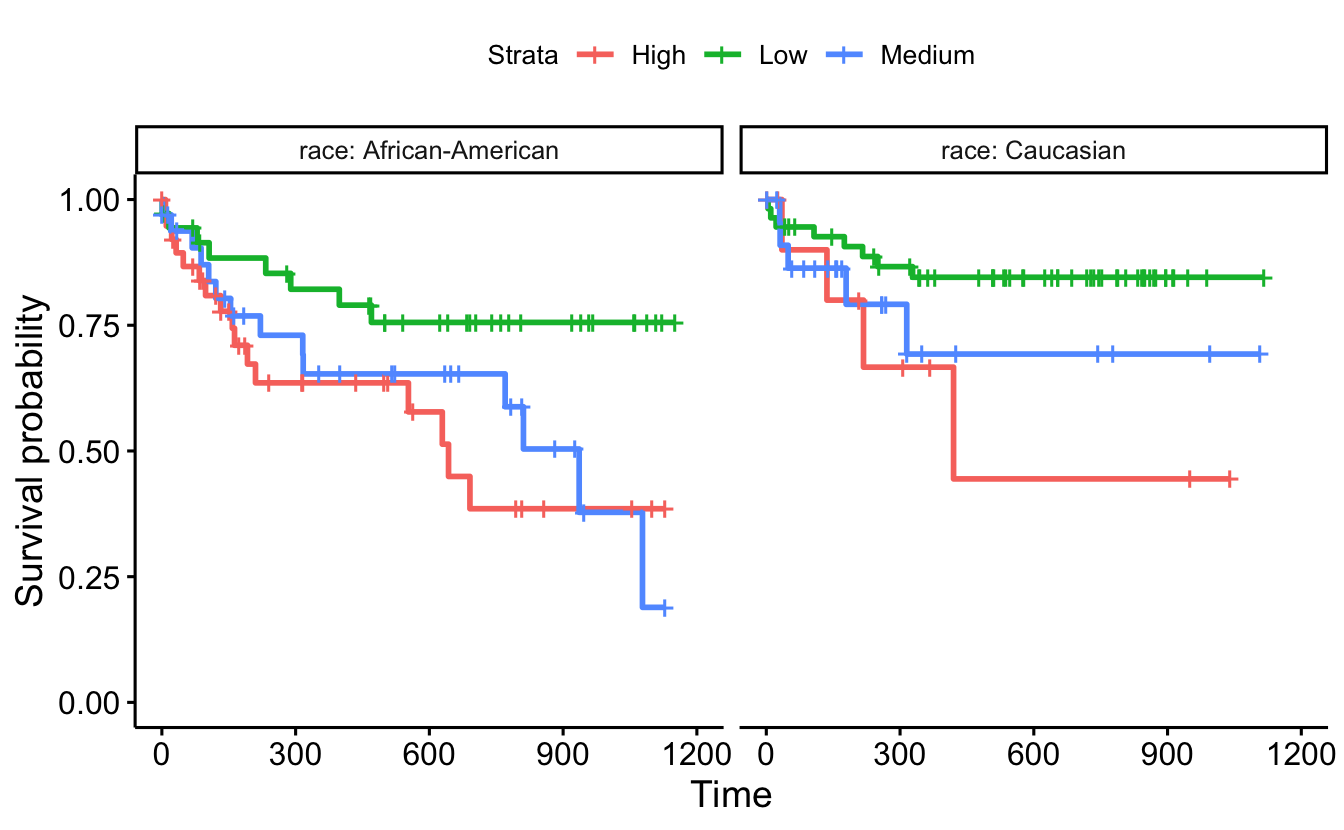 Strata High Low Medium
race: African-American race: Caucasian
Survival probability
1.00
0.75
0.50
0.25
0.00
0 300 600 900 1200 0 300 600 900 1200
Time